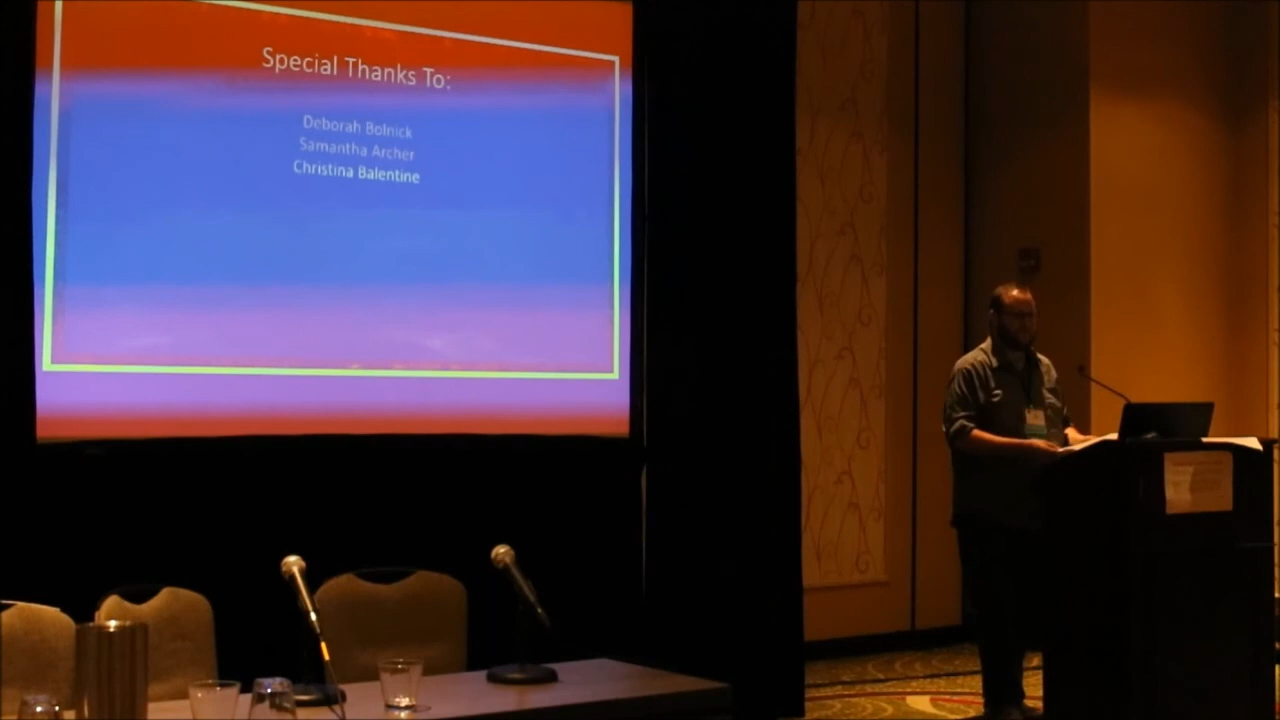 Special Thanks To:
Deborah Bolnick
Samantha Archer
Christina Balentine